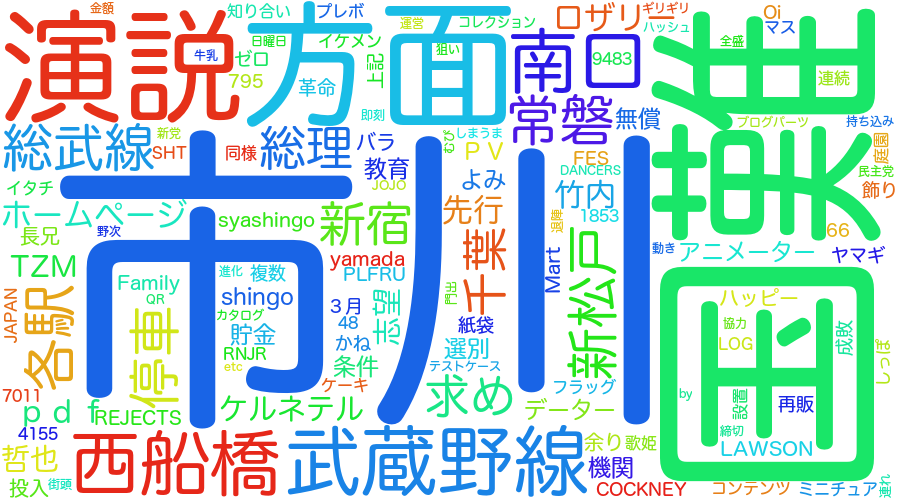 金額
知り合い
プレボ
運営
コレクション
ロザリー
ギリギリ
Oi
マス
ハッシュ
演説
牛乳
日曜日
イケメン
狙い
方面
南口
9483
全盛
ゼロ
上記
795
革命
連続
英雄
即刻
常磐
無償
ブログパーツ
持ち込み
総武線
新党
SHT
同様
総理
バラ
むぴ
しまうま
ＰＶ
FES
庭園
民主党
教育
DANCERS
イタチ
JOJO
よみ
竹内
飾り
ホームページ
syashingo
新宿
先行
1853
退陣
66
長兄
野次
市川
千葉
動き
アニメーター
ヤマギ
TZM
進化
複数
yamada
PLFRU
Mart
新松戸
国
Family
QR
shingo
３月
志望
門出
ハッピー
JAPAN
各駅
停車
カタログ
貯金
48
紙袋
協力
かね
RNJR
etc
条件
選別
LOG
成敗
しっぽ
テストケース
7011
ケーキ
フラッグ
by
ｐｄｆ
REJECTS
ケルネテル
求め
データー
設置
再販
4155
締切
哲也
西船橋
武蔵野線
余り
歌姫
LAWSON
機関
投入
街頭
COCKNEY
コンテンツ
ミニチュア
連れ